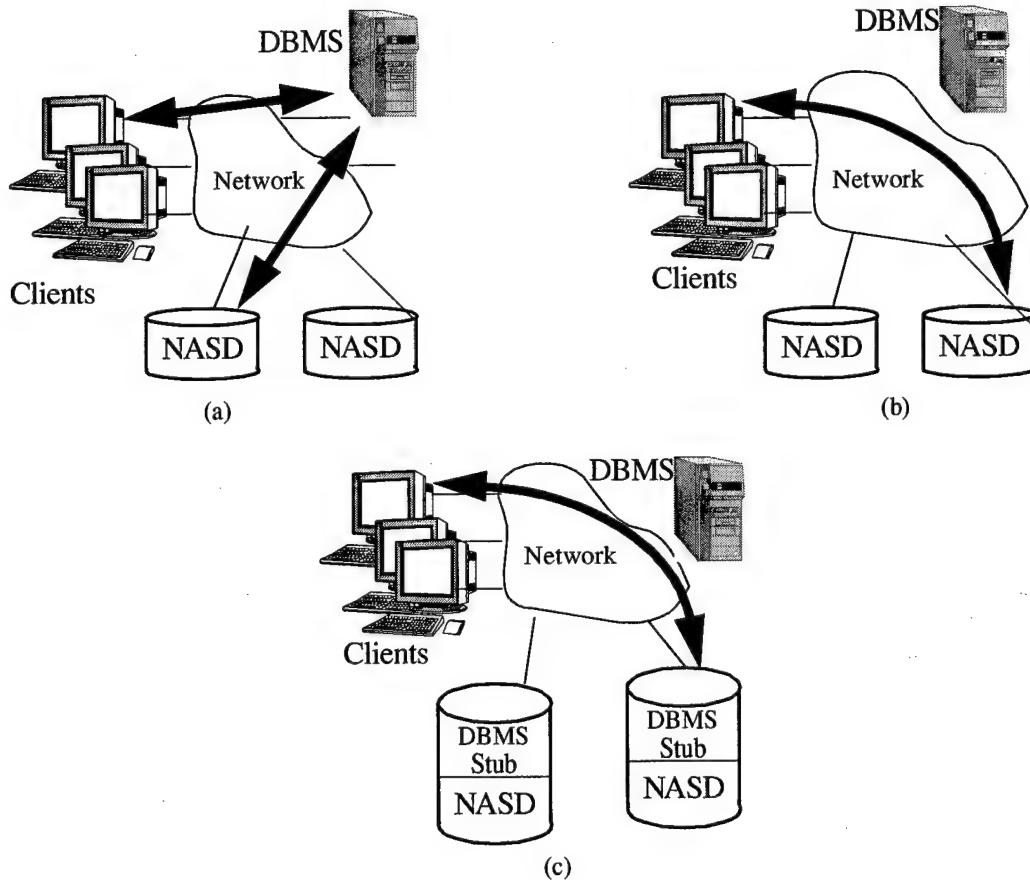 DBMS
Network
Clients
NASD
NASD
(a)
DBMS
Network
Clients
NASD
NASD
(b)
DBMS
Network
Clients
DBMS
Stub
NASD
DBMS
Stub
NASD
(c)